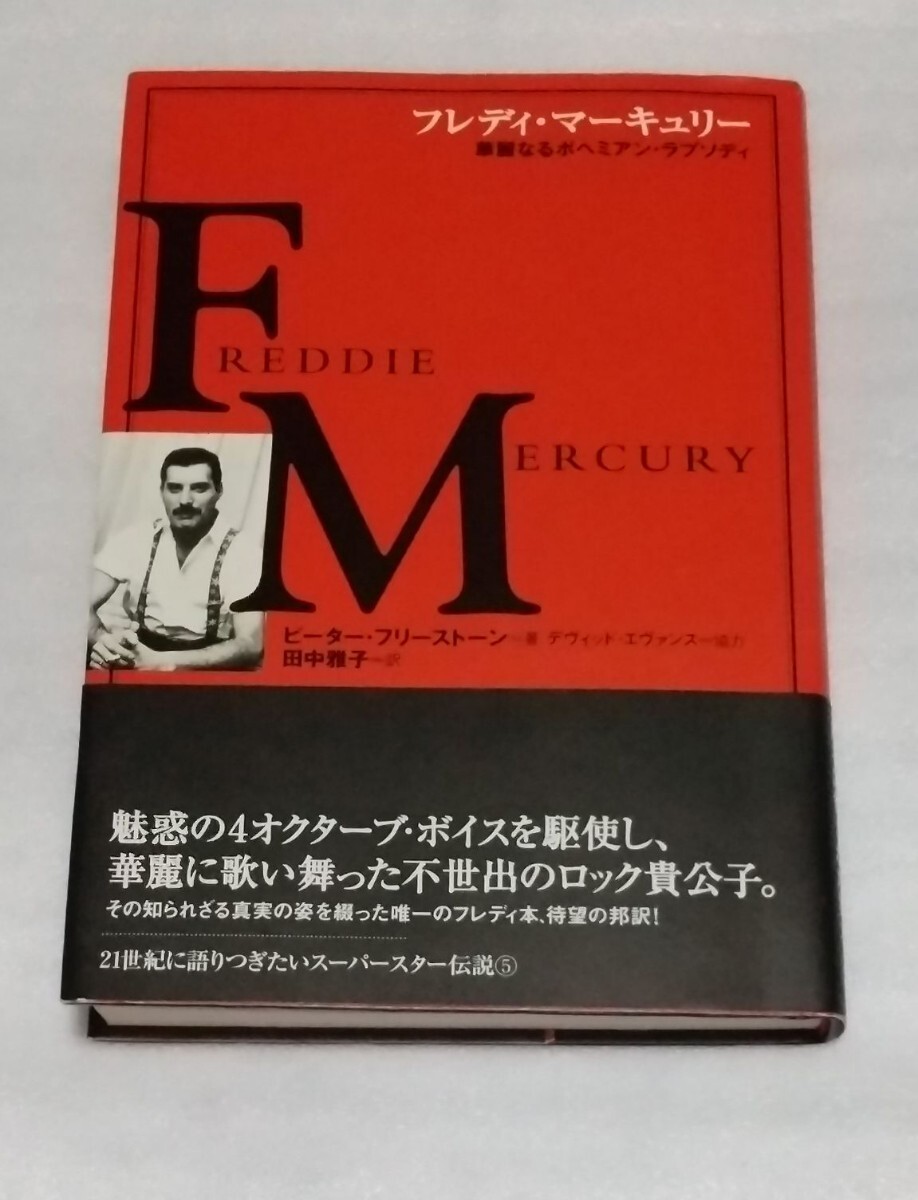 フレディ・マーキュリー
華麗なるボヘミアン・ラプソディ
FREDDIE
MERCURY
ピーター・フリーストーン―著 デヴィッド・エヴァンス―協力
田中雅子―訳
魅惑の4オクターブ・ボイスを駆使し、
華麗に歌い舞った不世出のロック貴公子。
その知られざる真実の姿を綴った唯一のフレディ本、待望の邦訳!
21世紀に語りつぎたいスーパースター伝説⑤